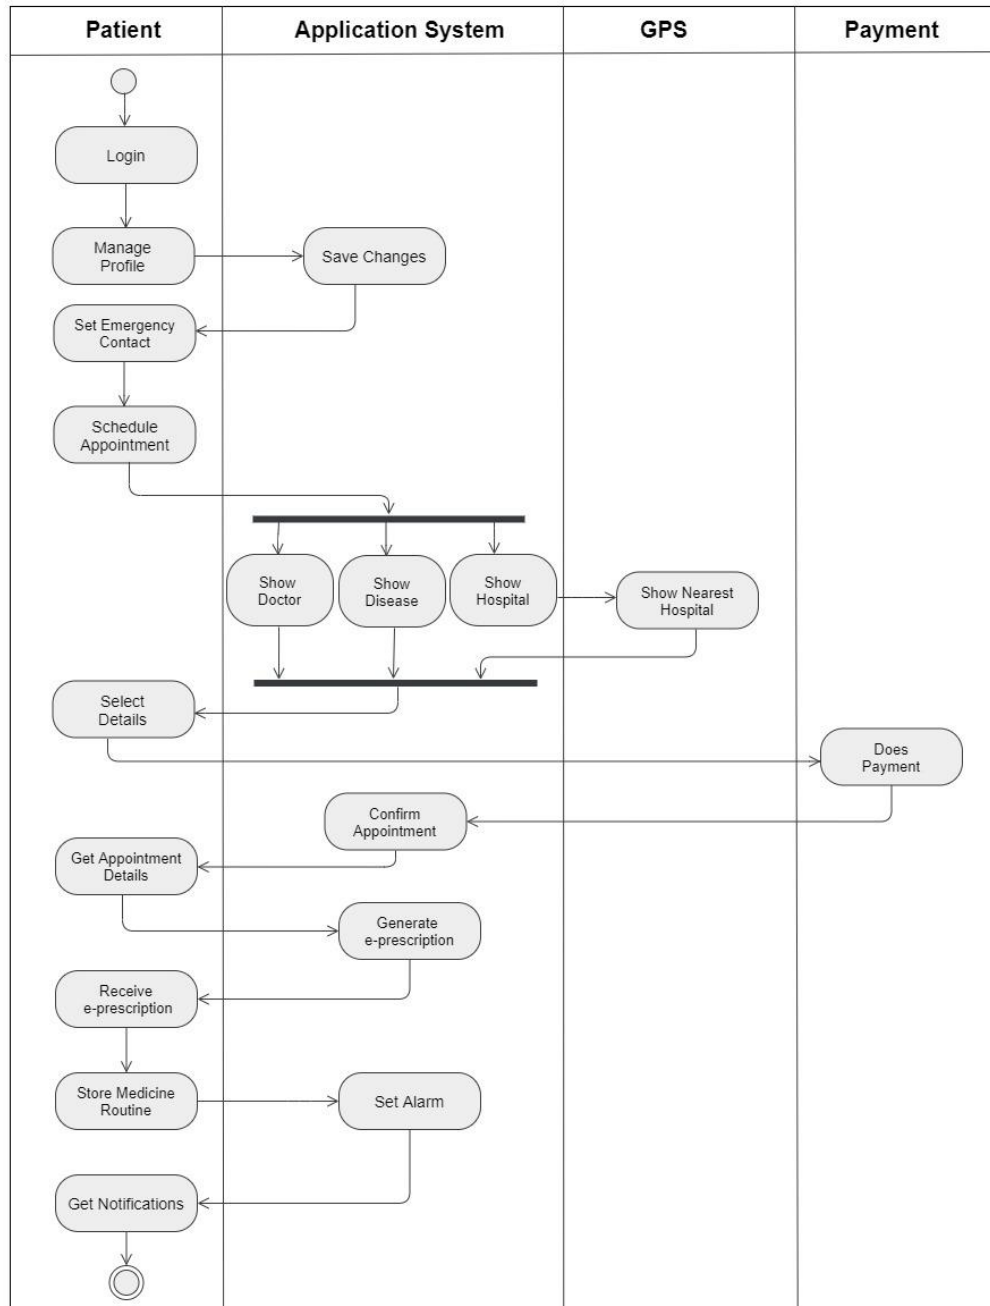 Patient
Application System
GPS
Payment
Login
Manage
Profile
Save Changes
Set Emergency
Contact
Schedule
Appointment
Show
Doctor
Show
Disease
Show
Hospital
Show Nearest
Hospital
Select
Details
Does
Payment
Confirm
Appointment
Get Appointment
Details
Generate
e-prescription
Receive
e-prescription
Store Medicine
Routine
Set Alarm
Get Notifications